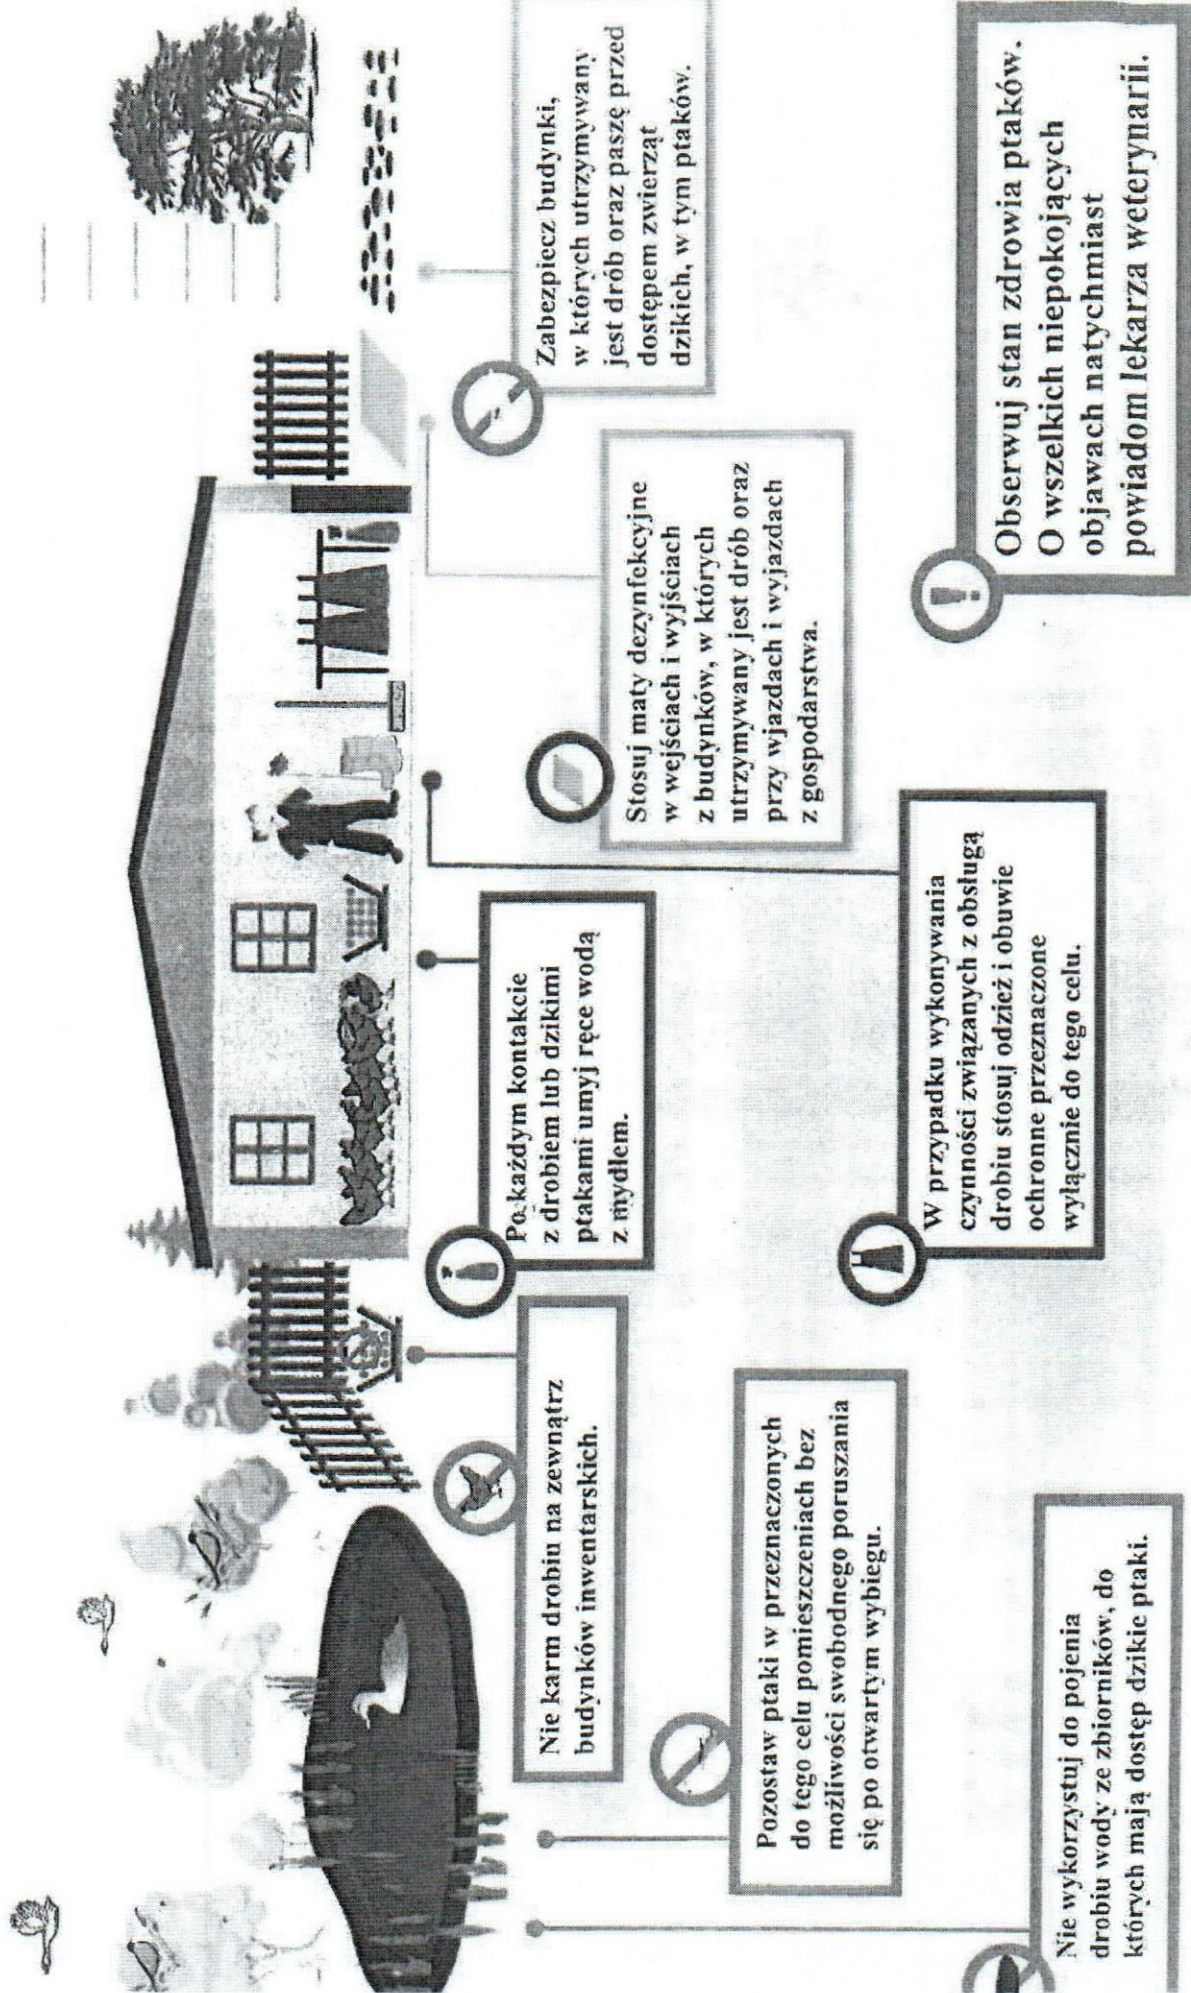 Nie karm drobiu na zewnątrz
budynków inwentarskich.
Po każdym kontakcie
z drobiem lub dzikimi
ptakami umyj ręce wodą
z mydłem.
Stosuj maty dezynfekcyjne
w wejściach i wyjściach
z budynków, w których
utrzymywany jest drób oraz
przy wjazdach i wyjazdach
z gospodarstwa.
Zabezpiecz budynki,
w których utrzymywany
jest drób oraz paszę przed
dostępem zwierząt
dzikich, w tym ptaków.
Pozostaw ptaki w przeznaczonych
do tego celu pomieszczeniach bez
możliwości swobodnego poruszania
się po otwartym wybiegu.
W przypadku wykonywania
czynności związanych z obsługą
drobiu stosuj odzież i obuwie
ochronne przeznaczone
wyłącznie do tego celu.
Nie wykorzystuj do pojenia
drobiu wody ze zbiorników, do
których mają dostęp dzikie ptaki.
Obserwuj stan zdrowia ptaków.
O wszelkich niepokojących
objawach natychmiast
powiadom lekarza weterynarii.